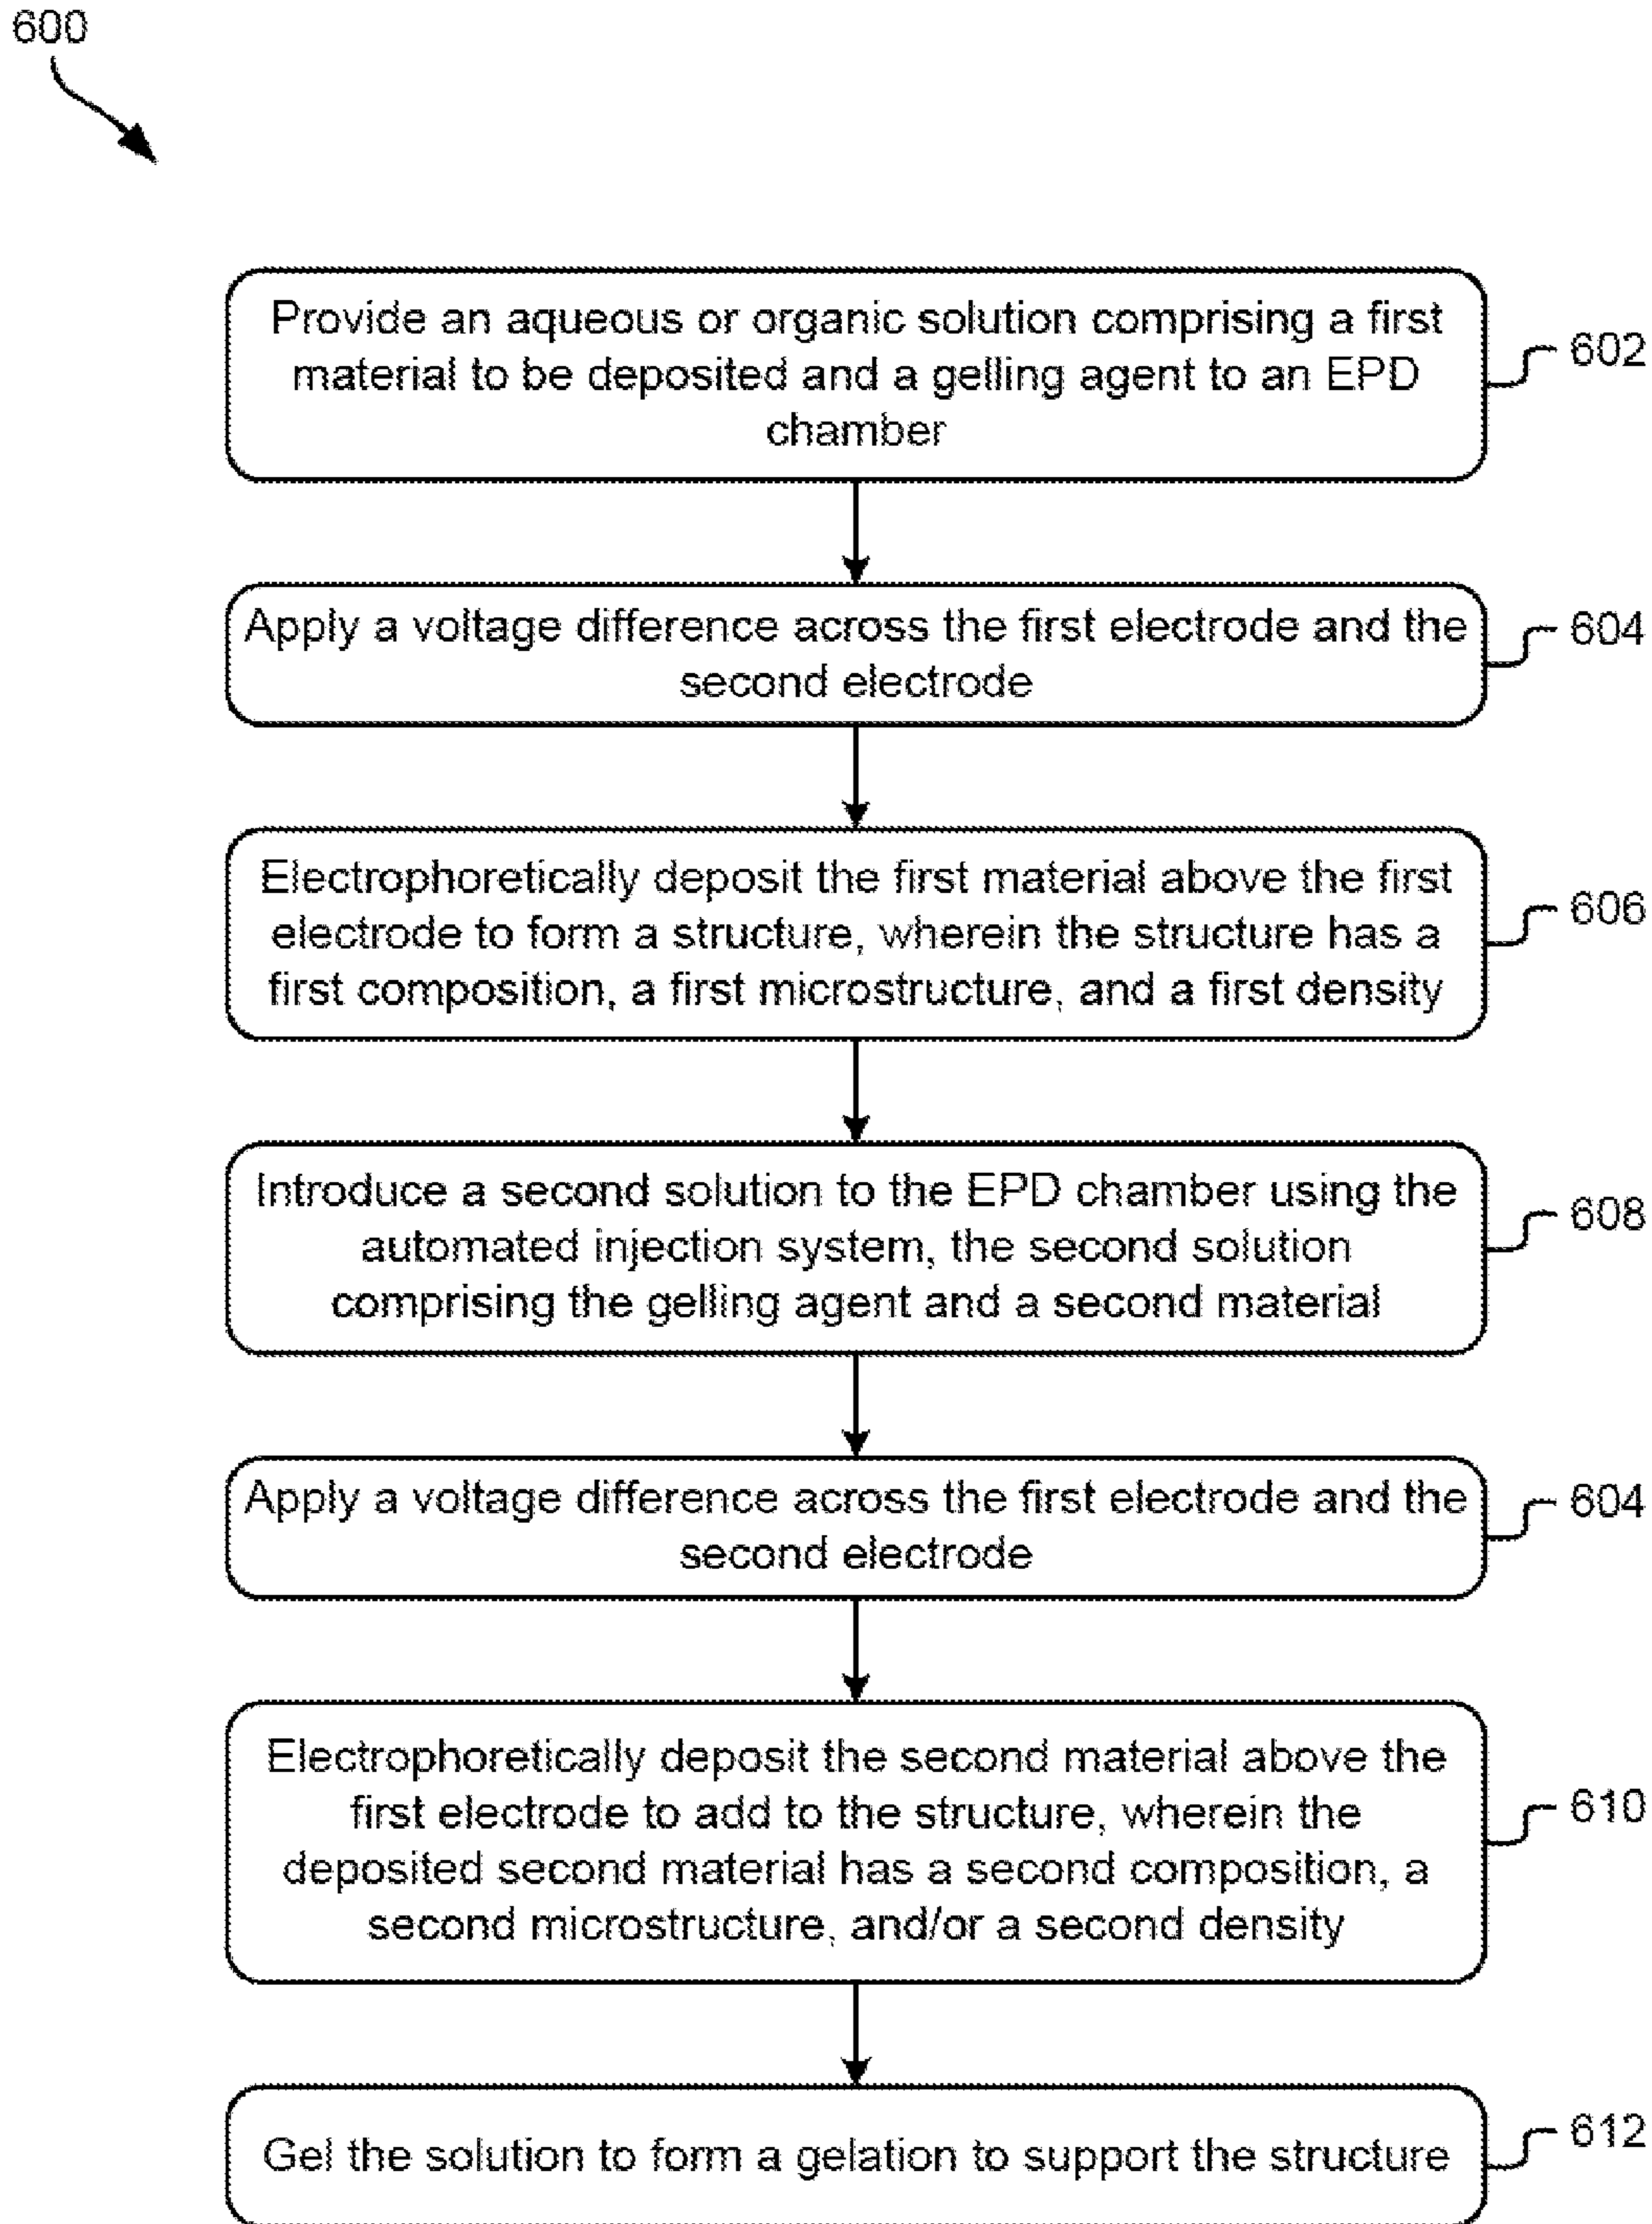 600
Provide an aqueous or organic solution comprising a first
material to be deposited and a gelling agent to an EPD
chamber
602
Apply a voltage difference across the first electrode and the
second electrode
604
Electrophoretically deposit the first material above the first
electrode to form a structure, wherein the structure has a
first composition, a first microstructure, and a first density
606
Introduce a second solution to the EPD chamber using the
automated injection system, the second solution
comprising the gelling agent and a second material
608
Apply a voltage difference across the first electrode and the
second electrode
604
Electrophoretically deposit the second material above the
first electrode to add to the structure, wherein the
deposited second material has a second composition, a
second microstructure, and/or a second density
610
Gel the solution to form a gelation to support the structure
612